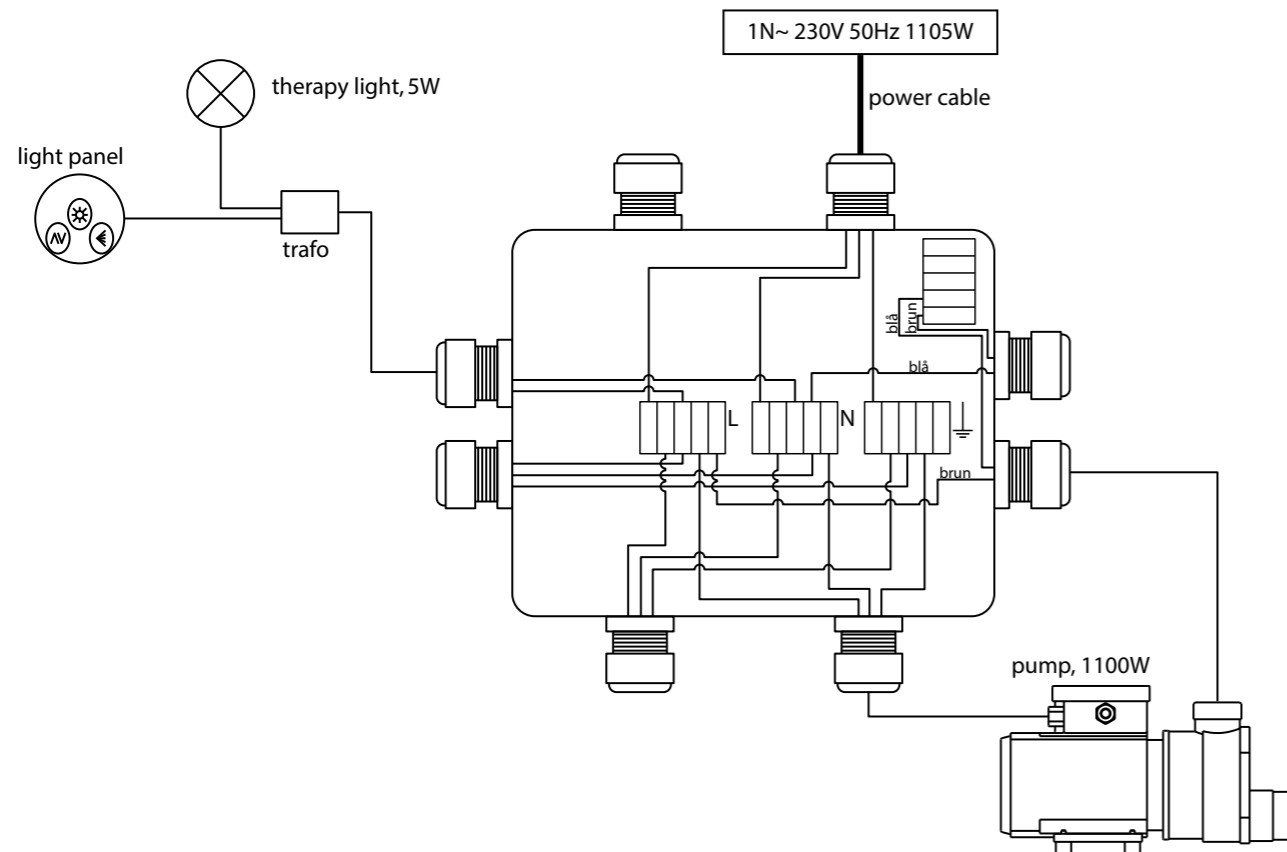 1N~ 230V 50Hz 1105W
therapy light, 5W
power cable
light panel
trafo
blå
brun
blå
L
N
brun
pump, 1100W